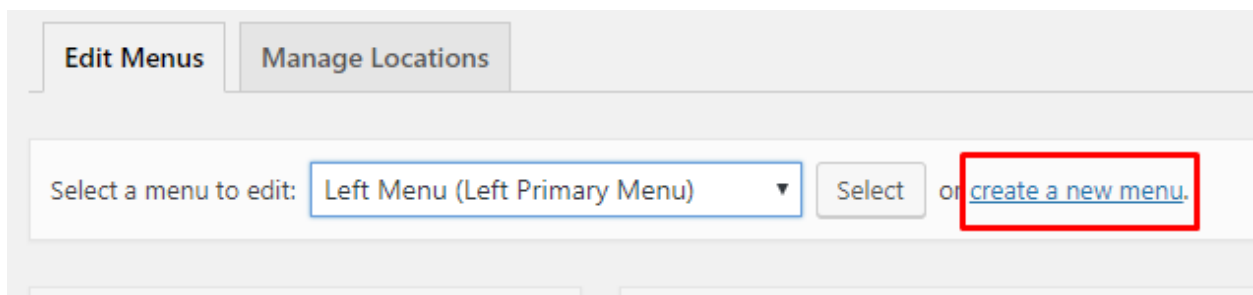 Edit Menus Manage Locations
Select a menu to edit: Left Menu (Left Primary Menu) Select or create a new menu.